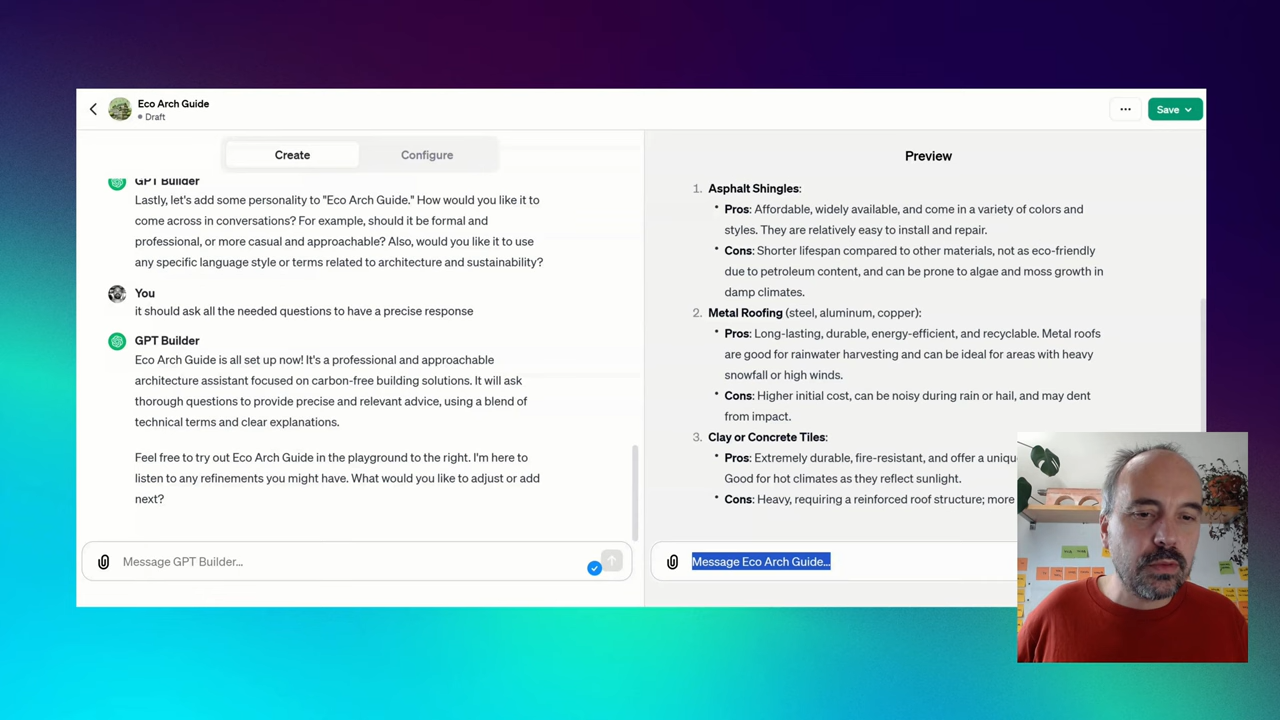 Eco Arch Guide
Draft
Save
Create
Configure
GPT Builder
Lastly, let's add some personality to "Eco Arch Guide." How would you like it to
come across in conversations? For example, should it be formal and
professional, or more casual and approachable? Also, would you like it to use
any specific language style or terms related to architecture and sustainability?
You
it should ask all the needed questions to have a precise response
GPT Builder
Eco Arch Guide is all set up now! It's a professional and approachable
architecture assistant focused on carbon-free building solutions. It will ask
thorough questions to provide precise and relevant advice, using a blend of
technical terms and clear explanations.
Feel free to try out Eco Arch Guide in the playground to the right. I'm here to
listen to any refinements you might have. What would you like to adjust or add
next?
Message GPT Builder...
Preview
1. Asphalt Shingles:
• Pros: Affordable, widely available, and come in a variety of colors and
styles. They are relatively easy to install and repair.
• Cons: Shorter lifespan compared to other materials, not as eco-friendly
due to petroleum content, and can be prone to algae and moss growth in
damp climates.
2. Metal Roofing (steel, aluminum, copper):
• Pros: Long-lasting, durable, energy-efficient, and recyclable. Metal roofs
are good for rainwater harvesting and can be ideal for areas with heavy
snowfall or high winds.
• Cons: Higher initial cost, can be noisy during rain or hail, and may dent
from impact.
3. Clay or Concrete Tiles:
• Pros: Extremely durable, fire-resistant, and offer a
Good for hot climates as they reflect sunlight.
• Cons: Heavy, requiring a reinforced roof structure; more
Message Eco Arch Guide...